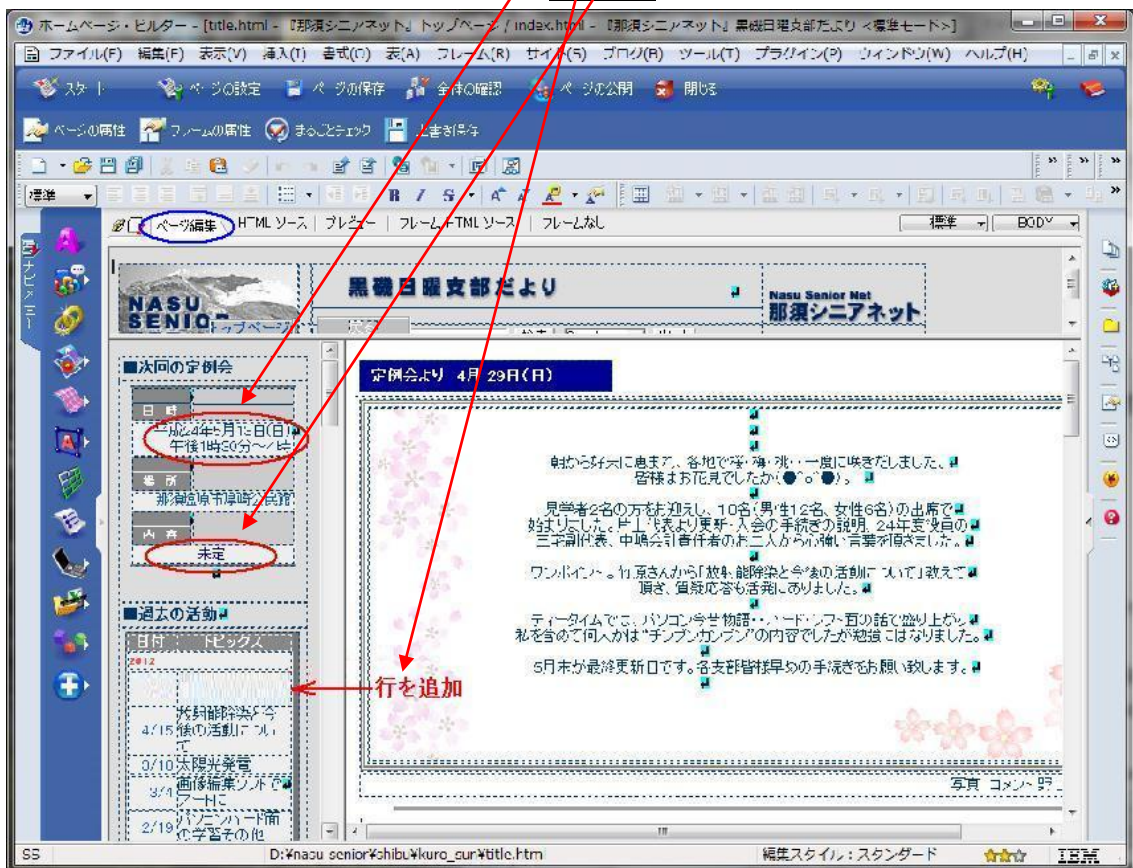 ホームページ・ビルダー - [title.html - 『那須シニアネット』トップページ / index.html - 『那須シニアネット』黒磯日曜支部だより <標準モード>]
ファイル(F) 編集(F) 表示(V) 挿入(I) 書式(O) 表(A) フレーム(R) サイト(S) ブログ(B) ツール(T) プラグイン(P) ウィンドウ(W) ヘルプ(H)
スタート ページの設定 ページの保存 全体の確認 ページの公開 閉じる
ページの属性 フレームの属性 まるごとチェック 上書き保存
標準
ページ編集 HTML ソース プレビュー フレーム HTML ソース フレームなし 標準 BODY
ナビメニュー
NASU
SENIOR
トップページ
黒磯日曜支部だより
Nasu Senior Net
那須シニアネット
■次回の定例会
日 時
午後1時30分～4時
場 所
内 容
未定
■過去の活動
日付 トピックス
2012
行を追加
4/15 放射能除染と今
後の活動につい
て
3/10 太陽光発電
3/4 画像編集ソフトで
アートに
2/19 パソコンハード面
の学習その他
定例会より 4月 29日(日)
朝から好天に恵まれ、各地で桜・梅・桃・・一度に咲きだしました、
皆様はお花見でしたか(●^o^●)。
見学者2名の方をお迎えし、10名(男性12名、女性6名)の出席で
始まりました。片上代表より更新・入会の手続きの説明、24年度役員の
三宅副代表、中嶋会計責任者のお二人から心強い言葉を頂きました。
ワンポイント。竹原さんから「放射能除染と今後の活動について」教えて
頂き、質疑応答も活発にありました。
ティータイムでは、パソコン今昔物語・・ハード・ソフト面の話で盛り上がり
私を含めて何人かは"チンプンカンプン"の内容でしたが勉強にはなりました。
5月末が最終更新日です。各支部皆様早めの手続きをお願い致します。
写真 コメント 野
SS D:¥nasu senior¥shibu¥kuro_sun¥title.htm 編集スタイル:スタンダード IBM